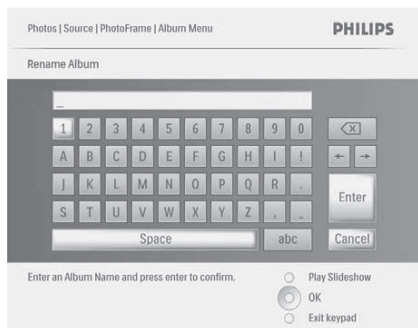 Photos | Source | PhotoFrame | Album Menu PHILIPS
Rename Album
_
1 2 3 4 5 6 7 8 9 0
A B C D E F G H I !
J K L M N O P Q R .
Enter
S T U V W X Y Z , _
Space abc Cancel
Enter an Album Name and press enter to confirm. Play Slideshow
OK
Exit keypad